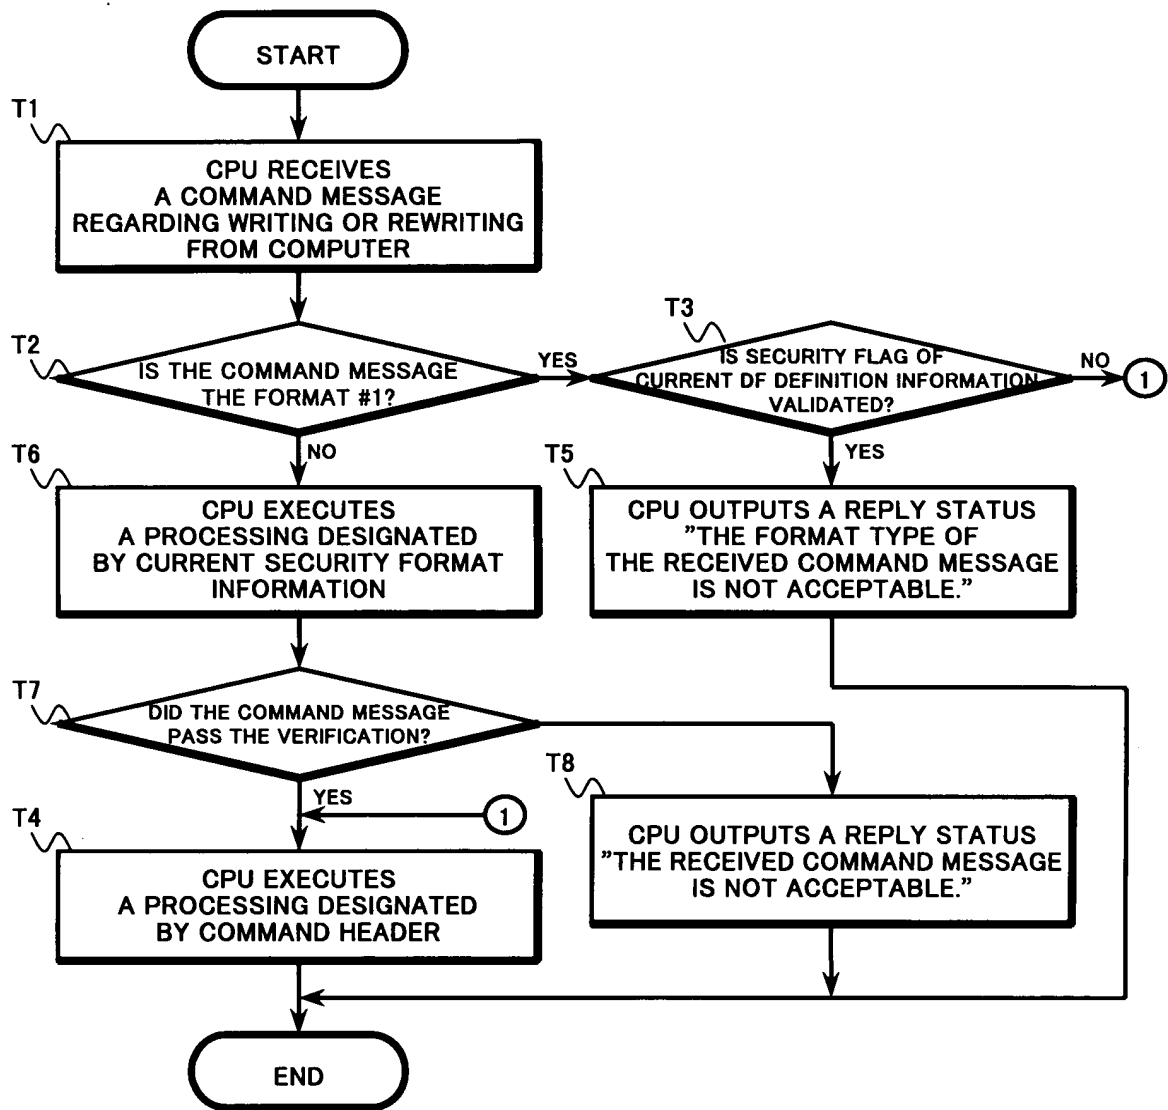 START
T1
CPU RECEIVES
A COMMAND MESSAGE
REGARDING WRITING OR REWRITING
FROM COMPUTER
T2
IS THE COMMAND MESSAGE
THE FORMAT #1?
YES
T3
IS SECURITY FLAG OF
CURRENT DF DEFINITION INFORMATION
VALIDATED?
NO
1
NO
YES
T6
CPU EXECUTES
A PROCESSING DESIGNATED
BY CURRENT SECURITY FORMAT
INFORMATION
T5
CPU OUTPUTS A REPLY STATUS
”THE FORMAT TYPE OF
THE RECEIVED COMMAND MESSAGE
IS NOT ACCEPTABLE.”
T7
DID THE COMMAND MESSAGE
PASS THE VERIFICATION?
YES
1
T8
CPU OUTPUTS A REPLY STATUS
”THE RECEIVED COMMAND MESSAGE
IS NOT ACCEPTABLE.”
T4
CPU EXECUTES
A PROCESSING DESIGNATED
BY COMMAND HEADER
END